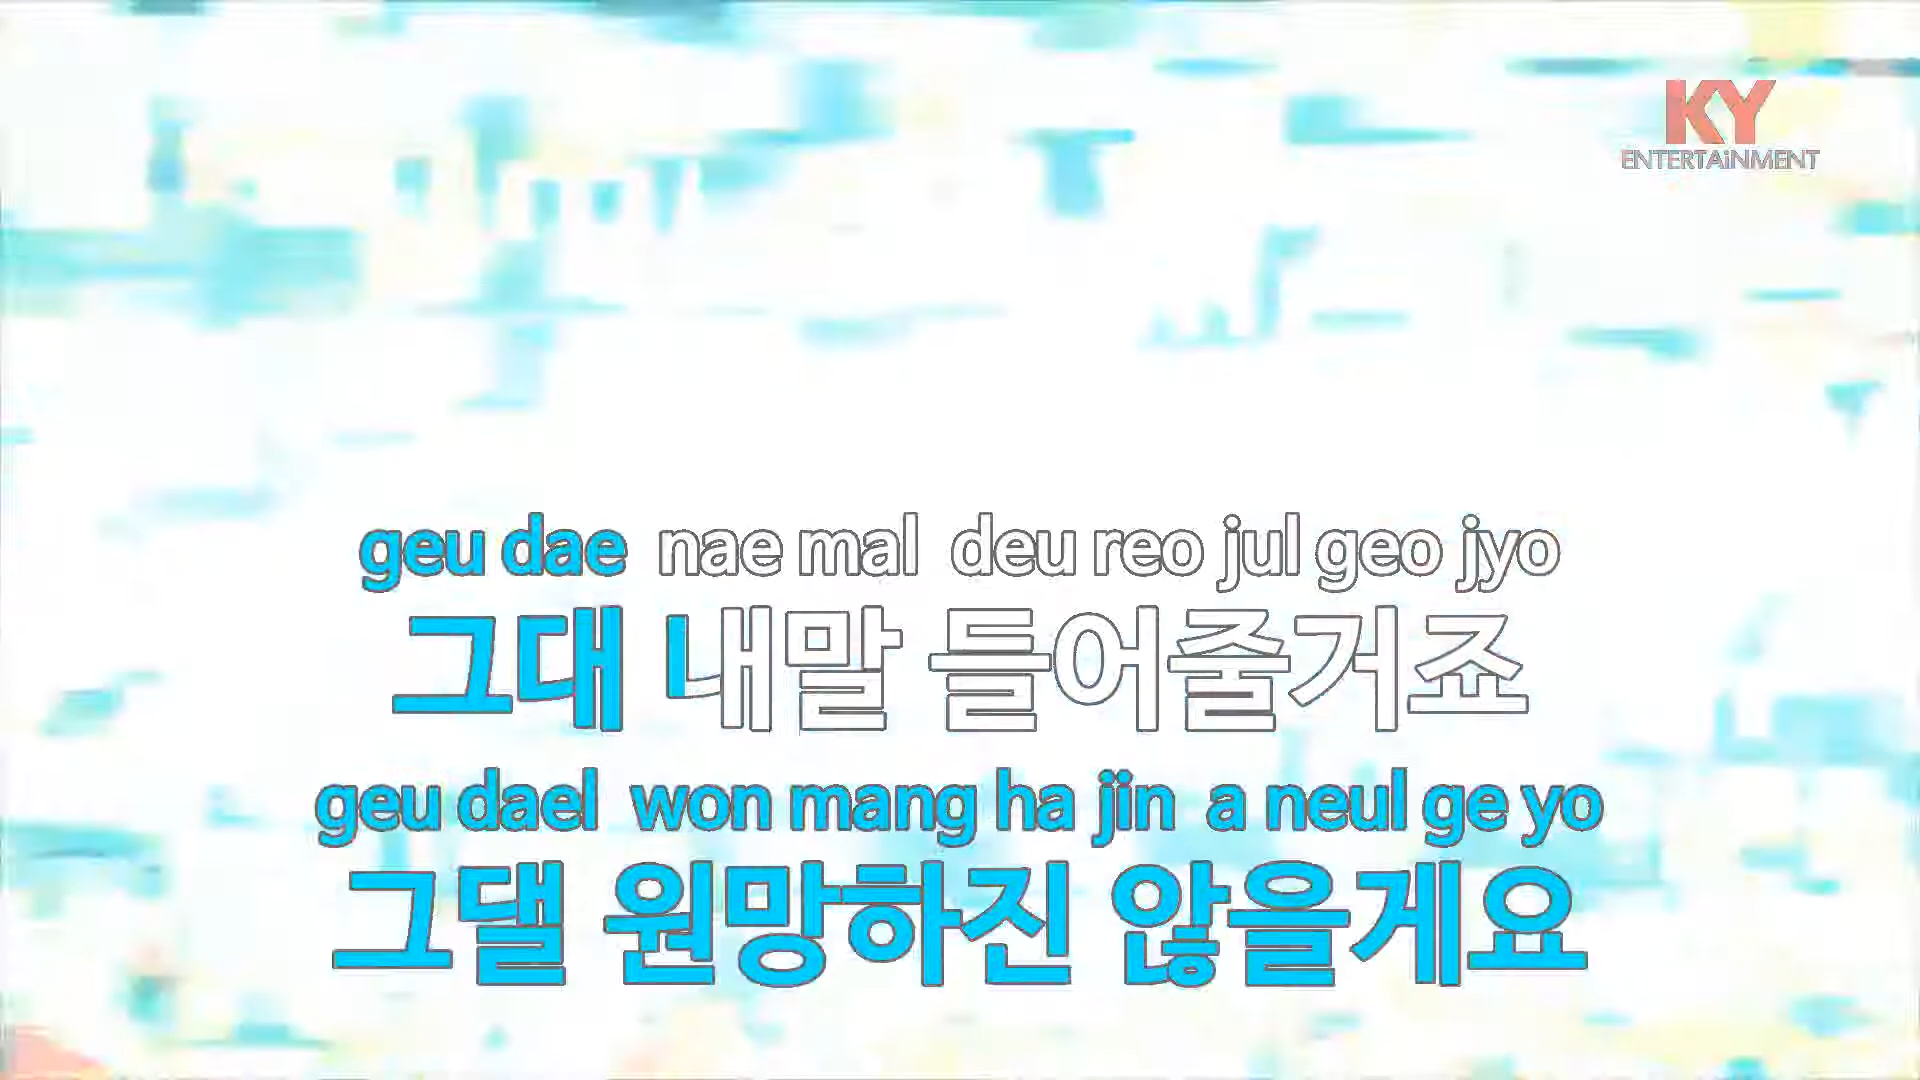 KY
ENTERTAiNMENT
geu dae nae mal deu reo jul geo jyo
그대 내말 들어줄거죠
geu dael won mang ha jin a neul ge yo
그댈 원망하진 않을게요